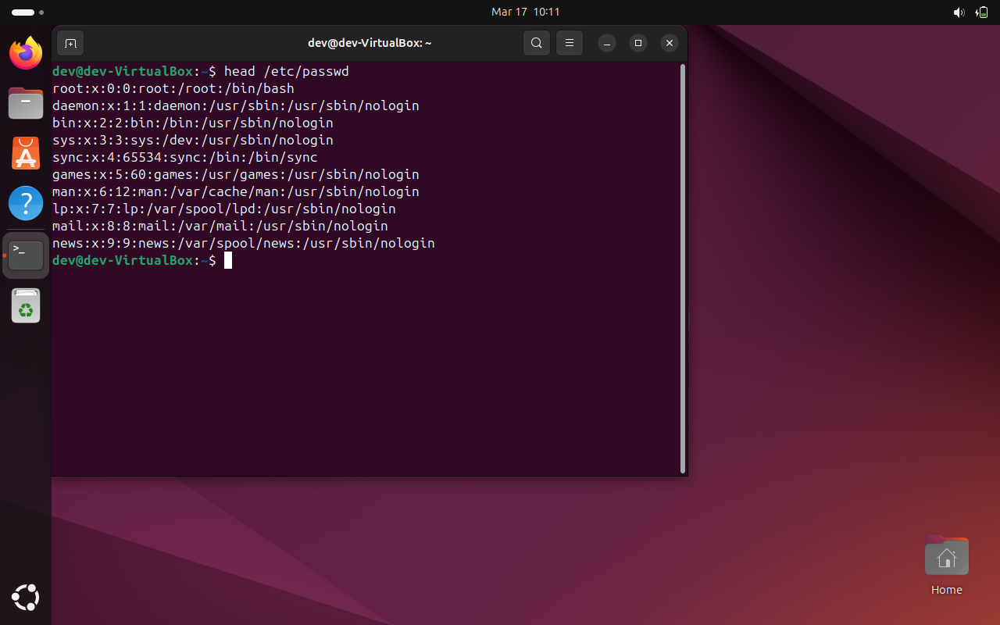 Mar 17 10:11
dev@dev-VirtualBox: ~
dev@dev-VirtualBox:~$ head /etc/passwd
root:x:0:0:root:/root:/bin/bash
daemon:x:1:1:daemon:/usr/sbin:/usr/sbin/nologin
bin:x:2:2:bin:/bin:/usr/sbin/nologin
sys:x:3:3:sys:/dev:/usr/sbin/nologin
sync:x:4:65534:sync:/bin:/bin/sync
games:x:5:60:games:/usr/games:/usr/sbin/nologin
man:x:6:12:man:/var/cache/man:/usr/sbin/nologin
lp:x:7:7:lp:/var/spool/lpd:/usr/sbin/nologin
mail:x:8:8:mail:/var/mail:/usr/sbin/nologin
news:x:9:9:news:/var/spool/news:/usr/sbin/nologin
dev@dev-VirtualBox:~$
Home